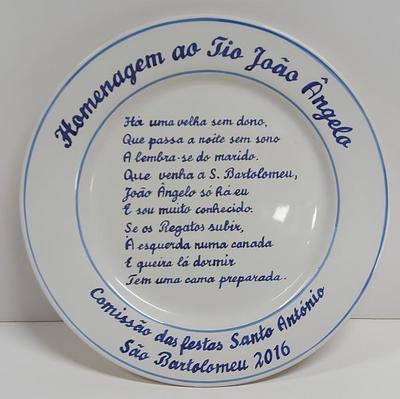 Homenagem ao Tio João Ângelo
Há uma velha sem dono,
Que passa a noite sem sono
A lembra-se do marido.
Que venha a S. Bartolomeu,
João Ângelo só há eu
E sou muito conhecido.
Se os Regatos subir,
À esquerda numa canada
E queira lá dormir
Tem uma cama preparada.
Comissão das festas Santo António
São Bartolomeu 2016